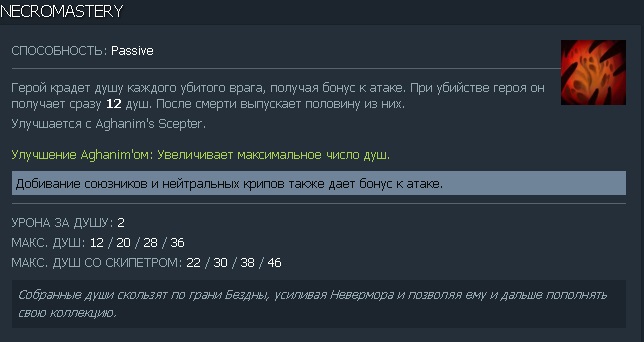 NECROMASTERY
СПОСОБНОСТЬ: Passive
Герой крадет душу каждого убитого врага, получая бонус к атаке. При убийстве героя он
получает сразу 12 душ. После смерти выпускает половину из них.
Улучшается с Aghanim's Scepter.
Улучшение Aghanim'ом: Увеличивает максимальное число душ.
Добивание союзников и нейтральных крипов также дает бонус к атаке.
УРОНА ЗА ДУШУ: 2
МАКС. ДУШ: 12 / 20 / 28 / 36
МАКС. ДУШ СО СКИПЕТРОМ: 22 / 30 / 38 / 46
Собранные души скользят по грани Бездны, усиливая Невермора и позволяя ему и дальше пополнять
свою коллекцию.